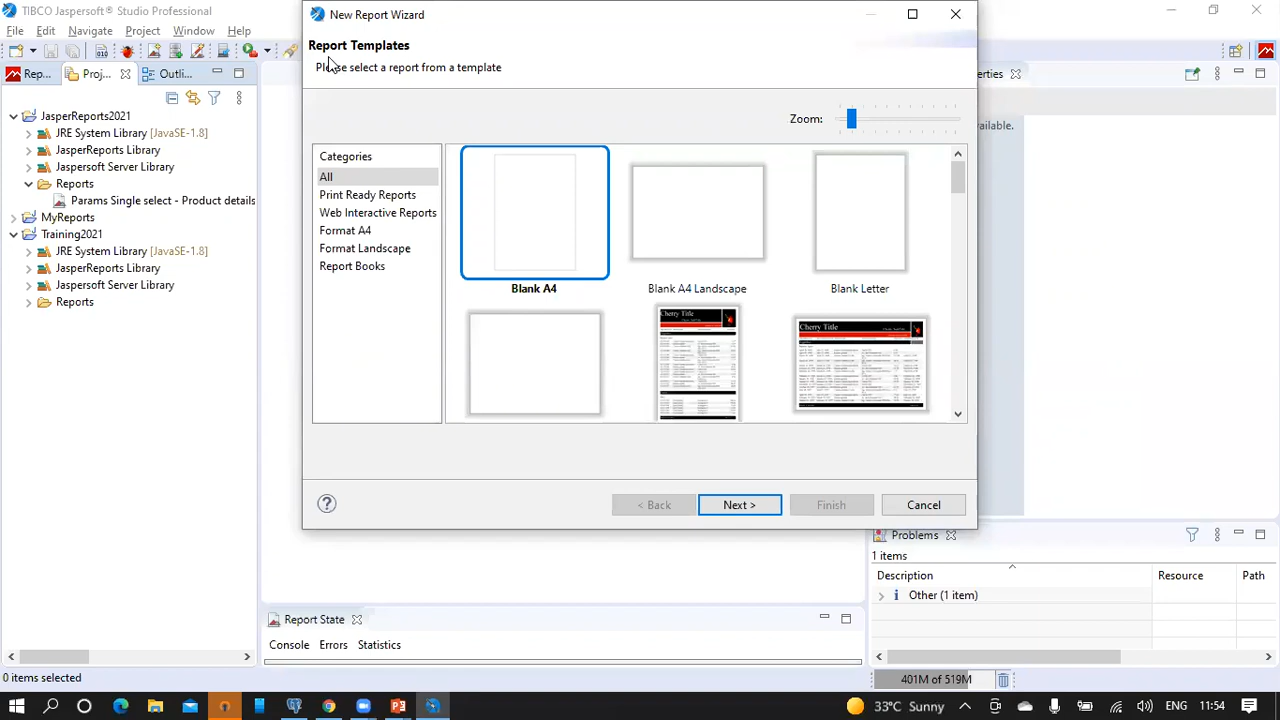 TIBCO Jaspersoft® Studio Professional
File Edit Navigate Project Window Help
Rep... Proj... Outli...
JasperReports2021
JRE System Library [JavaSE-1.8]
JasperReports Library
Jaspersoft Server Library
Reports
Params Single select - Product details
MyReports
Training2021
JRE System Library [JavaSE-1.8]
JasperReports Library
Jaspersoft Server Library
Reports
New Report Wizard
Report Templates
Please select a report from a template
Zoom:
Categories
All
Print Ready Reports
Web Interactive Reports
Format A4
Format Landscape
Report Books
Blank A4
Blank A4 Landscape
Blank Letter
Cherry Title
Cherry Title
< Back Next > Finish Cancel
erties
available.
Problems
1 items
Description Resource Path
Other (1 item)
Report State
Console Errors Statistics
0 items selected
401M of 519M
33°C Sunny
ENG 11:54